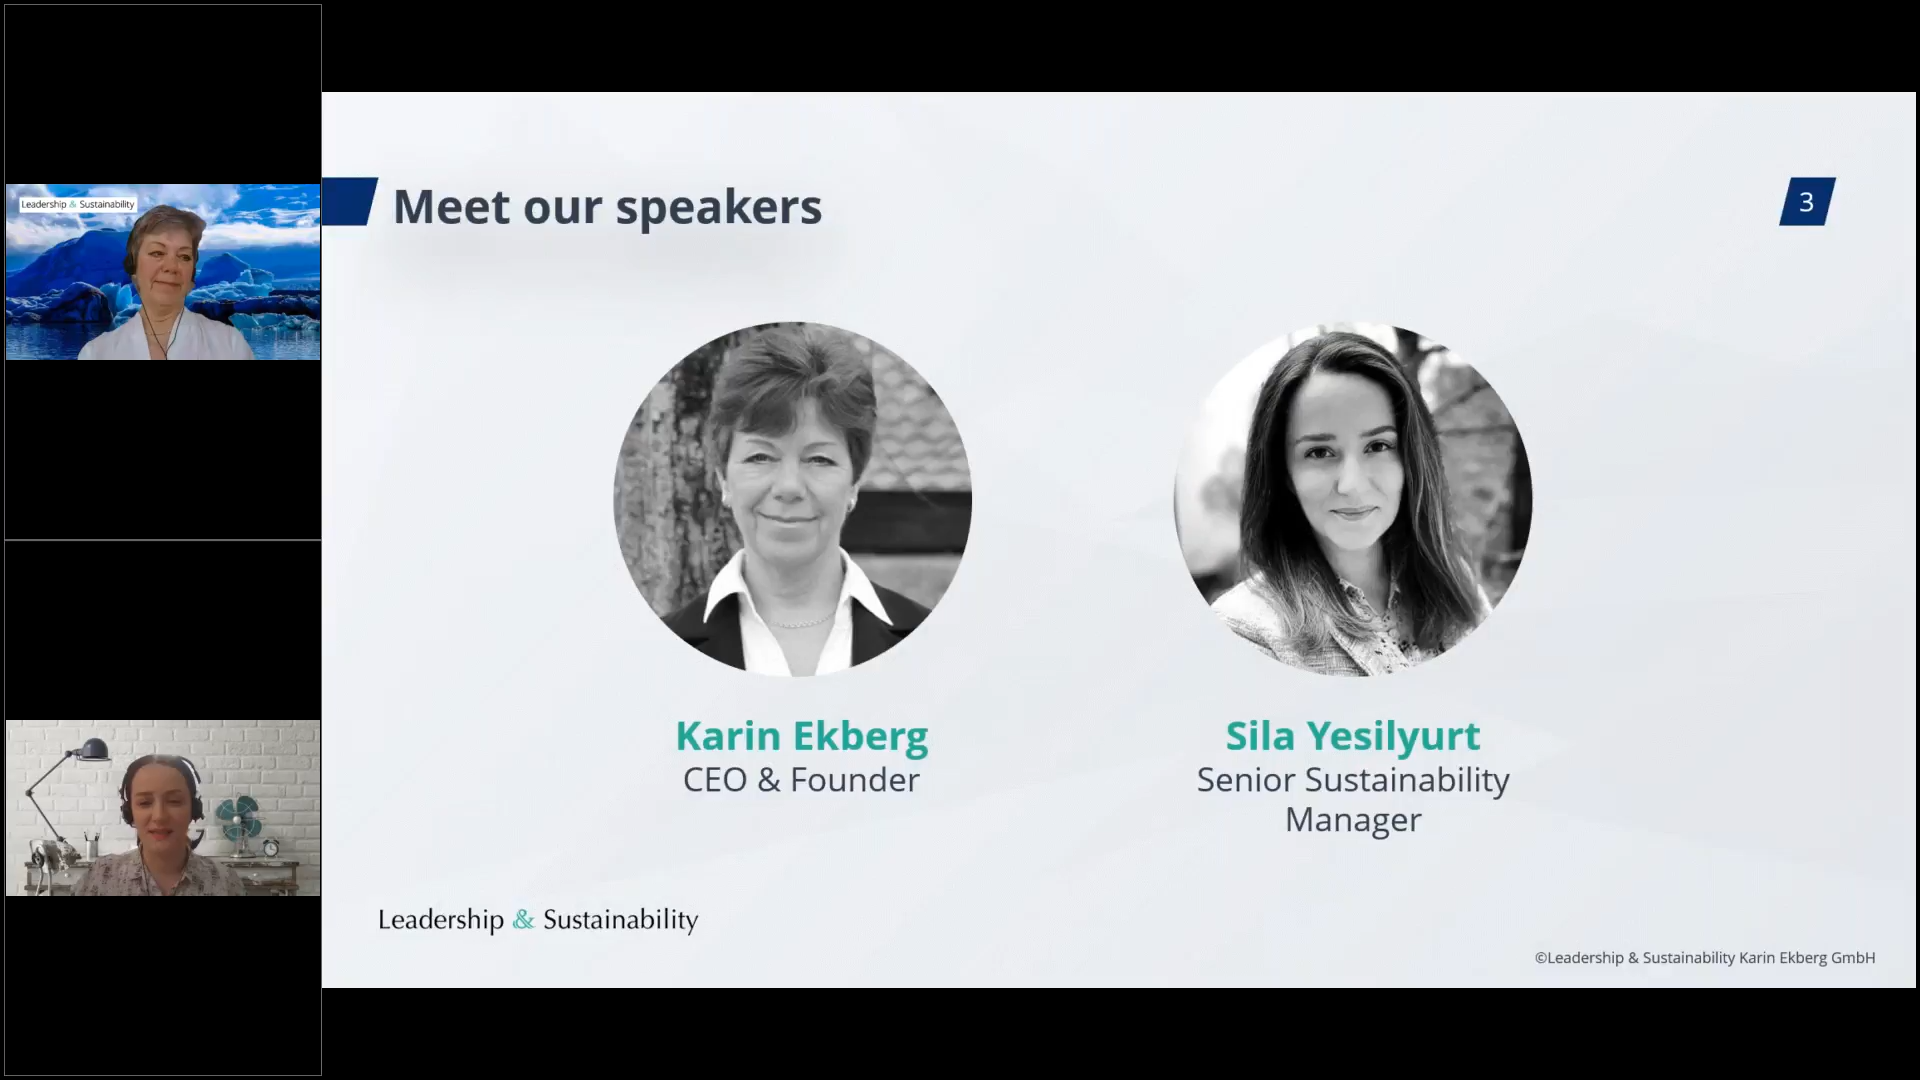 Leadership & Sustainability
Meet our speakers
3
Karin Ekberg
CEO & Founder
Sila Yesilyurt
Senior Sustainability
Manager
Leadership & Sustainability
©Leadership & Sustainability Karin Ekberg GmbH